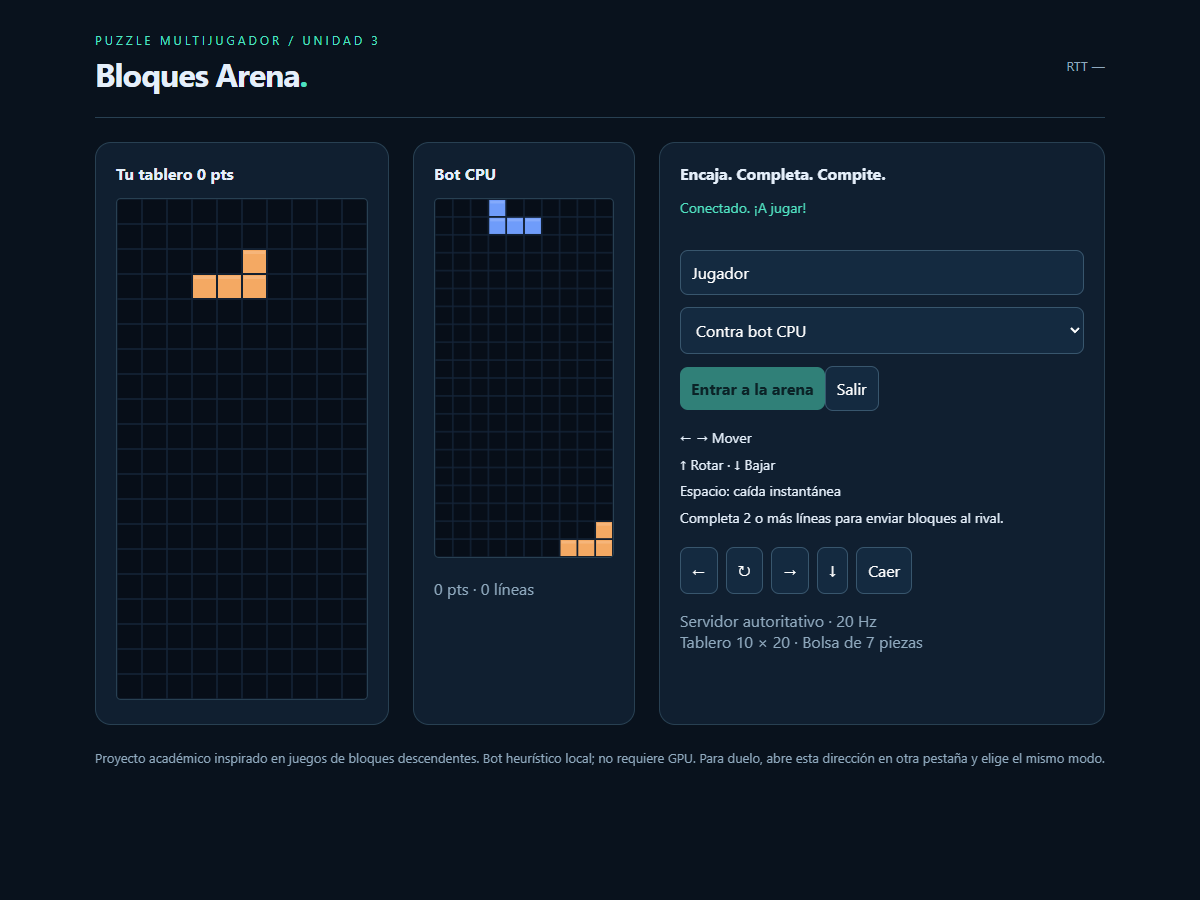 PUZZLE MULTIJUGADOR / UNIDAD 3
Bloques Arena.
RTT —
Tu tablero 0 pts
Bot CPU
0 pts · 0 líneas
Encaja. Completa. Compite.
Conectado. ¡A jugar!
Jugador
Contra bot CPU
Entrar a la arena Salir
← → Mover
↑ Rotar · ↓ Bajar
Espacio: caída instantánea
Completa 2 o más líneas para enviar bloques al rival.
← ↻ → ↓ Caer
Servidor autoritativo · 20 Hz
Tablero 10 × 20 · Bolsa de 7 piezas
Proyecto académico inspirado en juegos de bloques descendentes. Bot heurístico local; no requiere GPU. Para duelo, abre esta dirección en otra pestaña y elige el mismo modo.